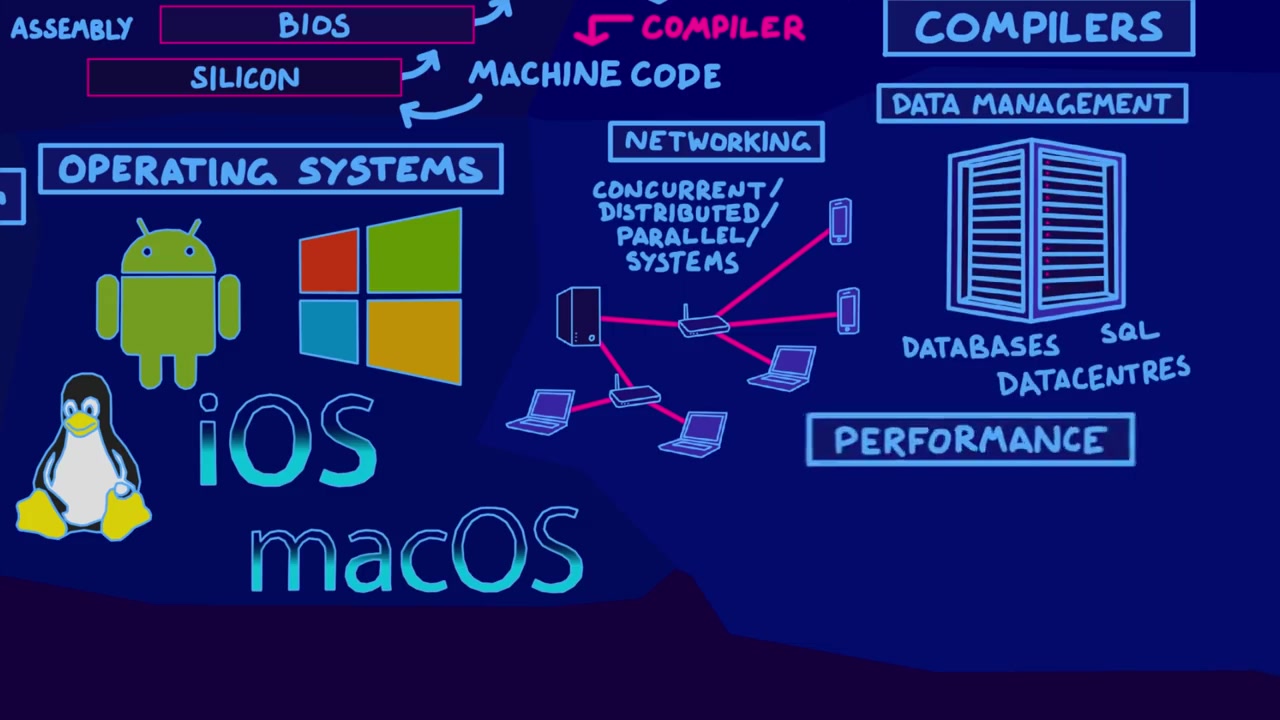 ASSEMBLY
BIOS
SILICON
MACHINE CODE
COMPILER
COMPILERS
OPERATING SYSTEMS
iOS
macOS
NETWORKING
CONCURRENT/
DISTRIBUTED/
PARALLEL/
SYSTEMS
DATA MANAGEMENT
DATABASES
SQL
DATACENTRES
PERFORMANCE